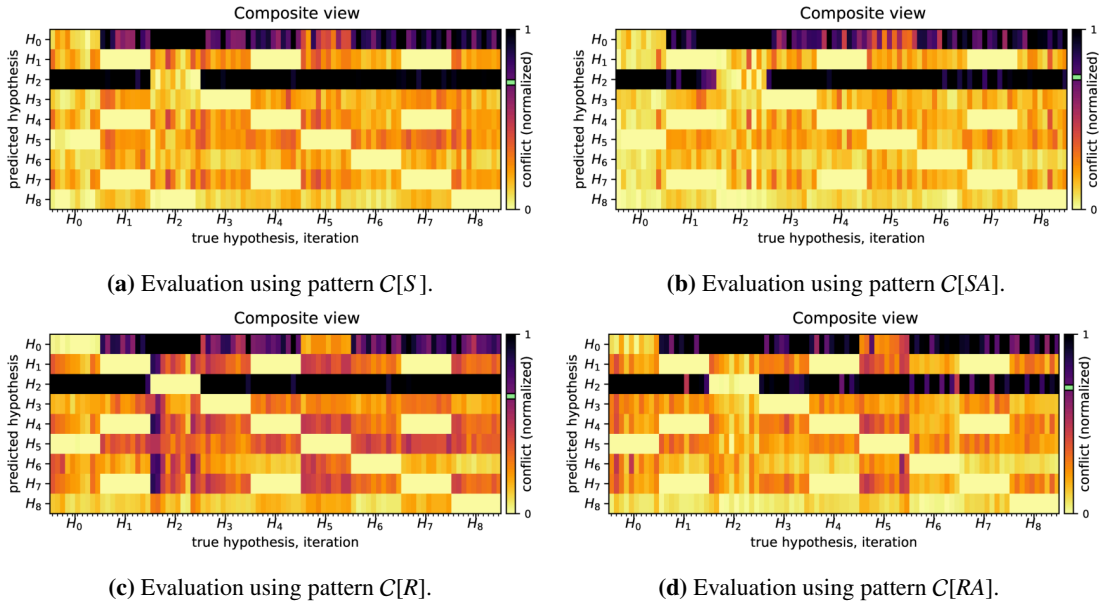 Composite view
predicted hypothesis
H0
H1
H2
H3
H4
H5
H6
H7
H8
H0 H1 H2 H3 H4 H5 H6 H7 H8
true hypothesis, iteration
1
conflict (normalized)
0
(a) Evaluation using pattern C[S].
Composite view
predicted hypothesis
H0
H1
H2
H3
H4
H5
H6
H7
H8
H0 H1 H2 H3 H4 H5 H6 H7 H8
true hypothesis, iteration
1
conflict (normalized)
0
(b) Evaluation using pattern C[SA].
Composite view
predicted hypothesis
H0
H1
H2
H3
H4
H5
H6
H7
H8
H0 H1 H2 H3 H4 H5 H6 H7 H8
true hypothesis, iteration
1
conflict (normalized)
0
(c) Evaluation using pattern C[R].
Composite view
predicted hypothesis
H0
H1
H2
H3
H4
H5
H6
H7
H8
H0 H1 H2 H3 H4 H5 H6 H7 H8
true hypothesis, iteration
1
conflict (normalized)
0
(d) Evaluation using pattern C[RA].